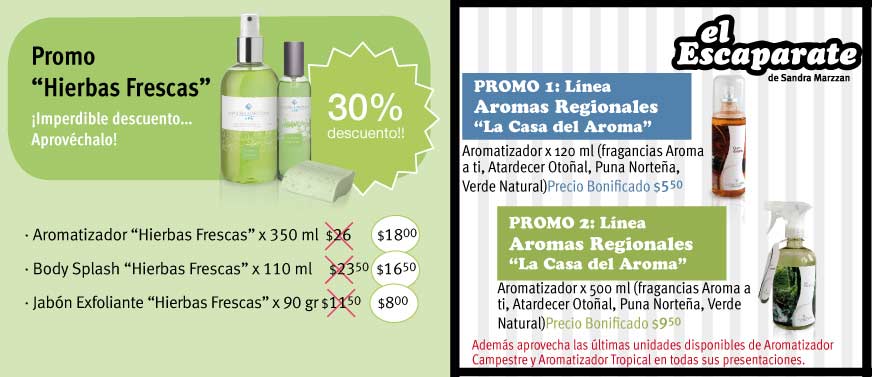 Promo
“Hierbas Frescas”
¡Imperdible descuento...
Aprovéchalo!
30%
descuento!!
· Aromatizador “Hierbas Frescas” x 350 ml $26 $1800
· Body Splash “Hierbas Frescas” x 110 ml $2350 $1650
· Jabón Exfoliante “Hierbas Frescas” x 90 gr $1150 $800
el
Escaparate
de Sandra Marzzan
PROMO 1: Línea
Aromas Regionales
“La Casa del Aroma”
Aromatizador x 120 ml (fragancias Aroma
a ti, Atardecer Otoñal, Puna Norteña,
Verde Natural)Precio Bonificado $550
PROMO 2: Línea
Aromas Regionales
“La Casa del Aroma”
Aromatizador x 500 ml (fragancias Aroma a
ti, Atardecer Otoñal, Puna Norteña, Verde
Natural)Precio Bonificado $950
Además aprovecha las últimas unidades disponibles de Aromatizador
Campestre y Aromatizador Tropical en todas sus presentaciones.